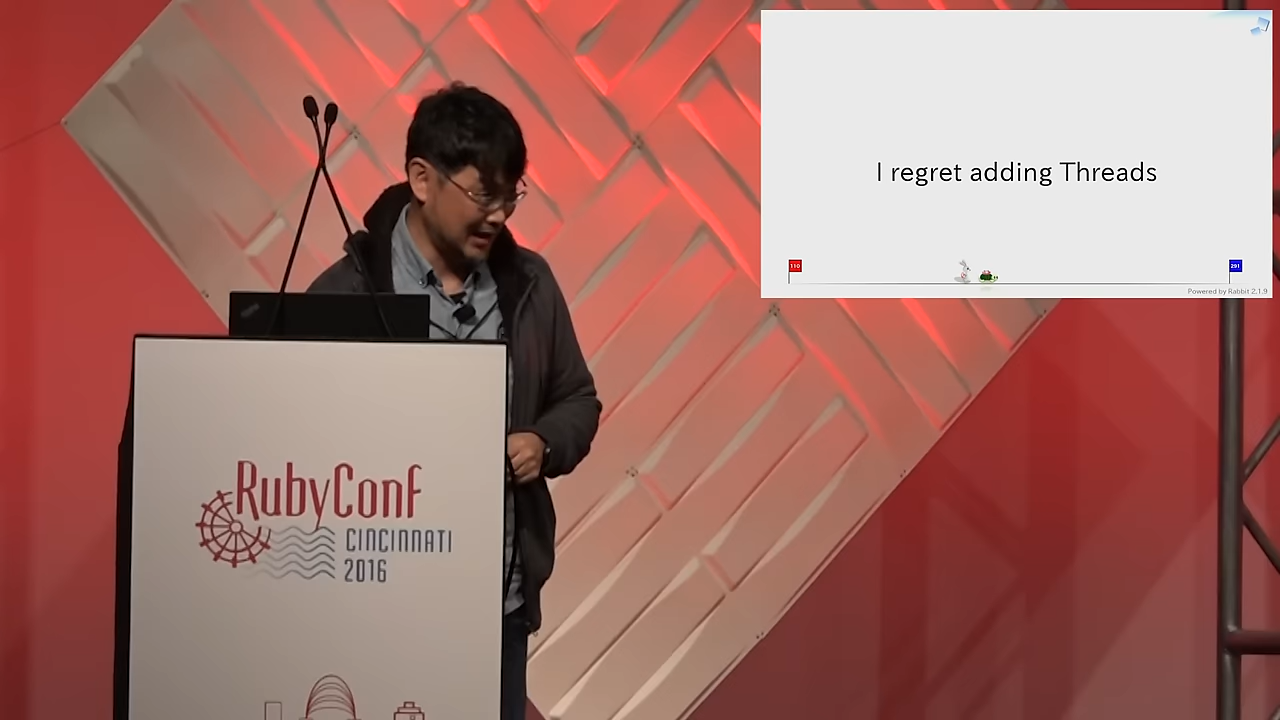 I regret adding Threads
110
291
Powered by Rabbit 2.1.9
RubyConf
CINCINNATI
2016